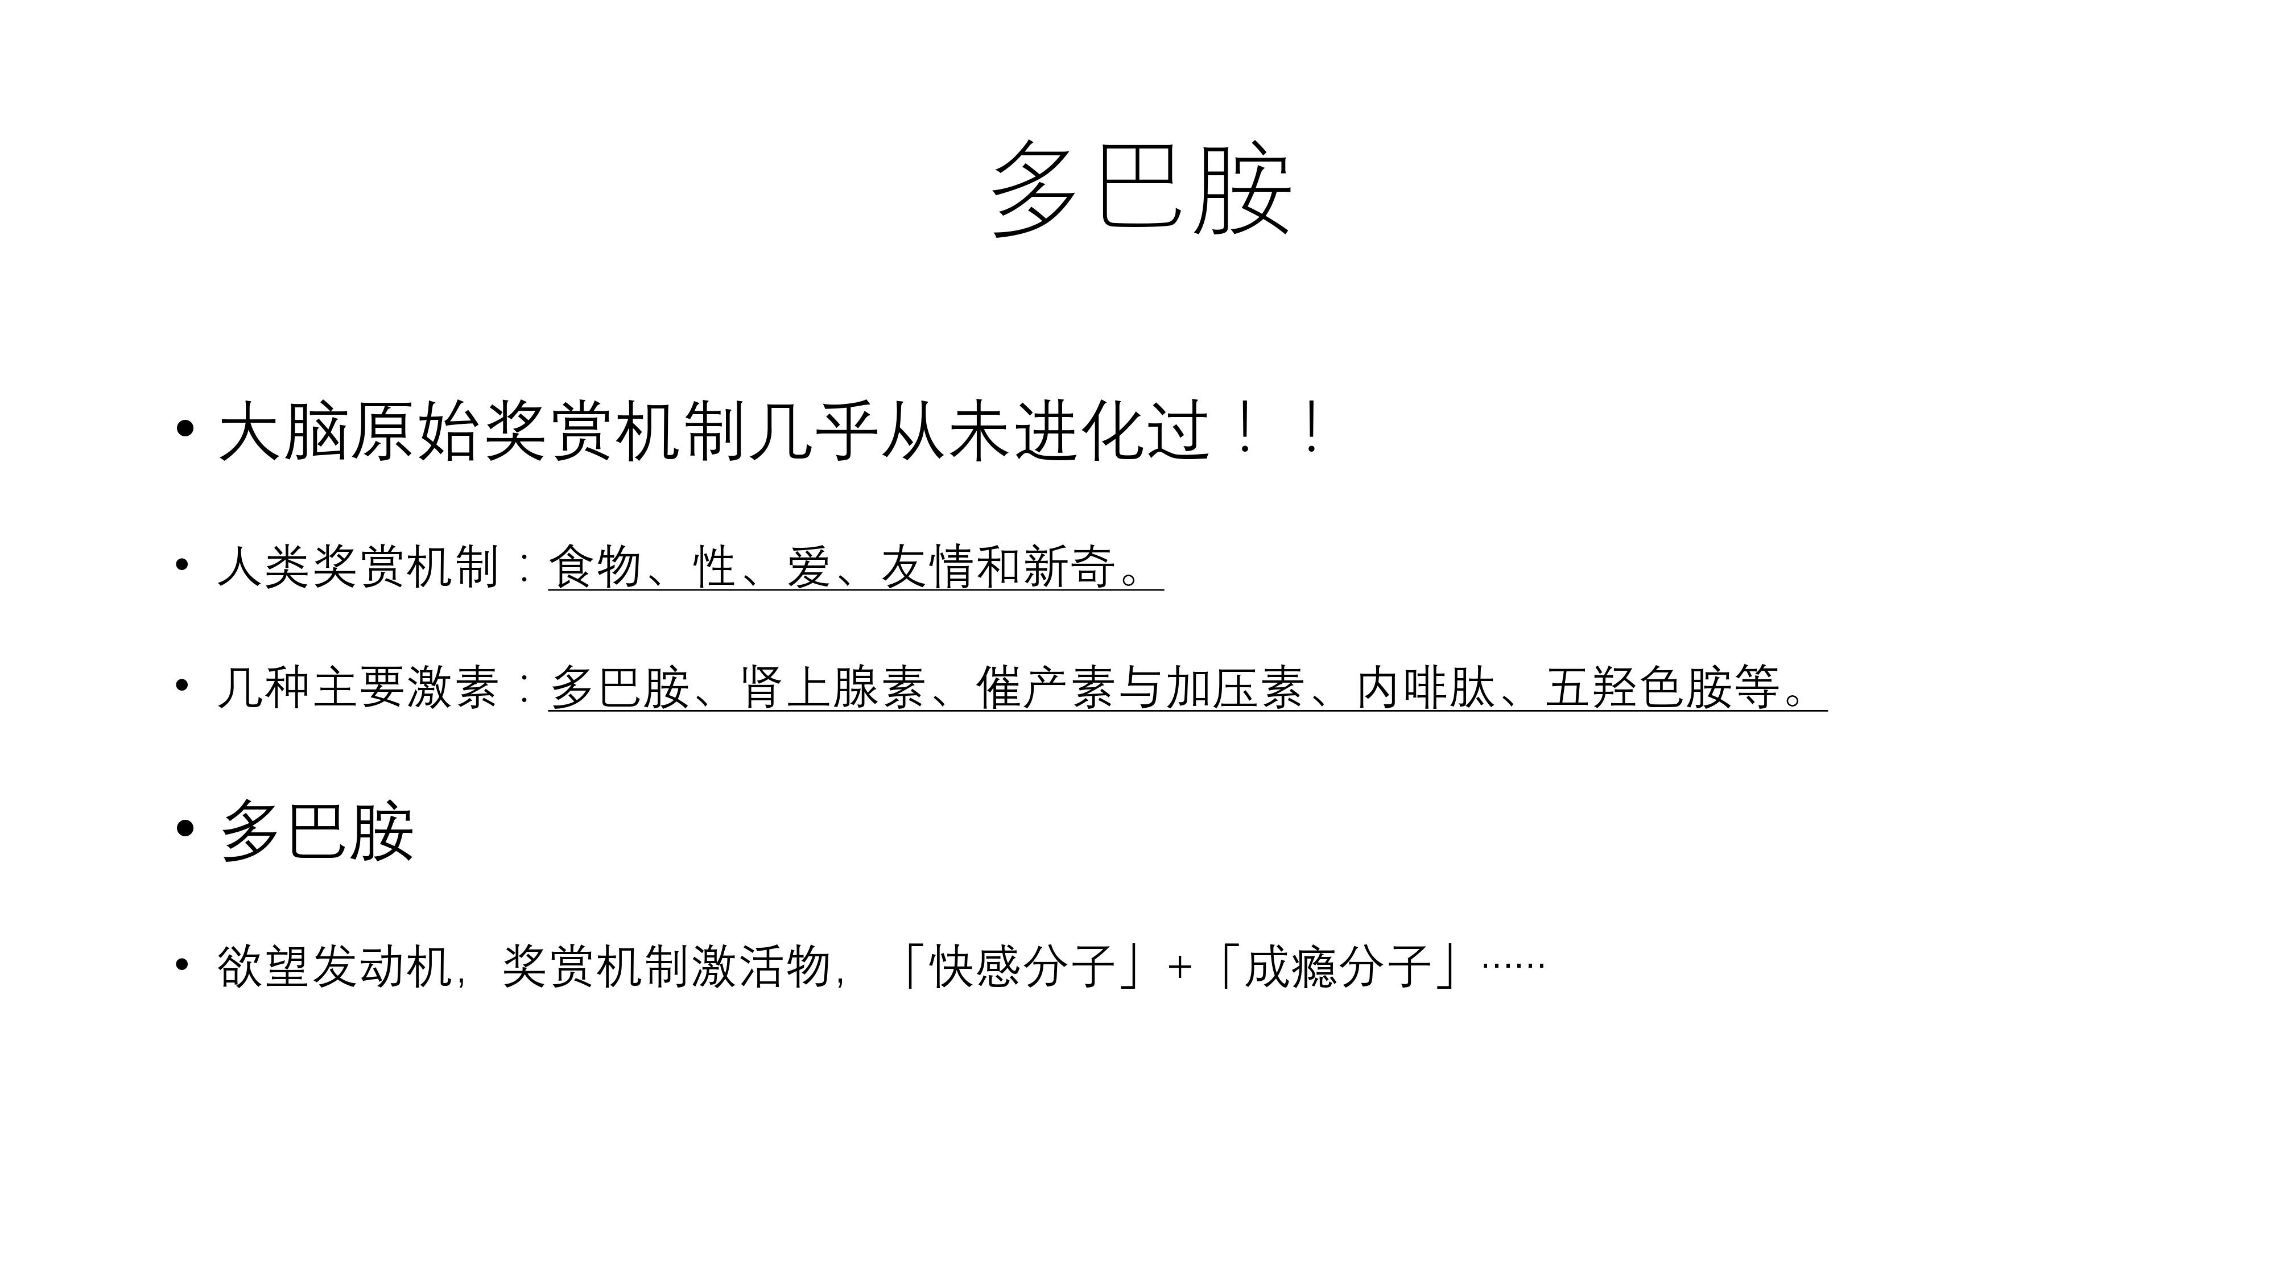 多巴胺
• 大脑原始奖赏机制几乎从未进化过！！
• 人类奖赏机制：食物、性、爱、友情和新奇。
• 几种主要激素：多巴胺、肾上腺素、催产素与加压素、内啡肽、五羟色胺等。
• 多巴胺
• 欲望发动机，奖赏机制激活物，「快感分子」+「成瘾分子」……